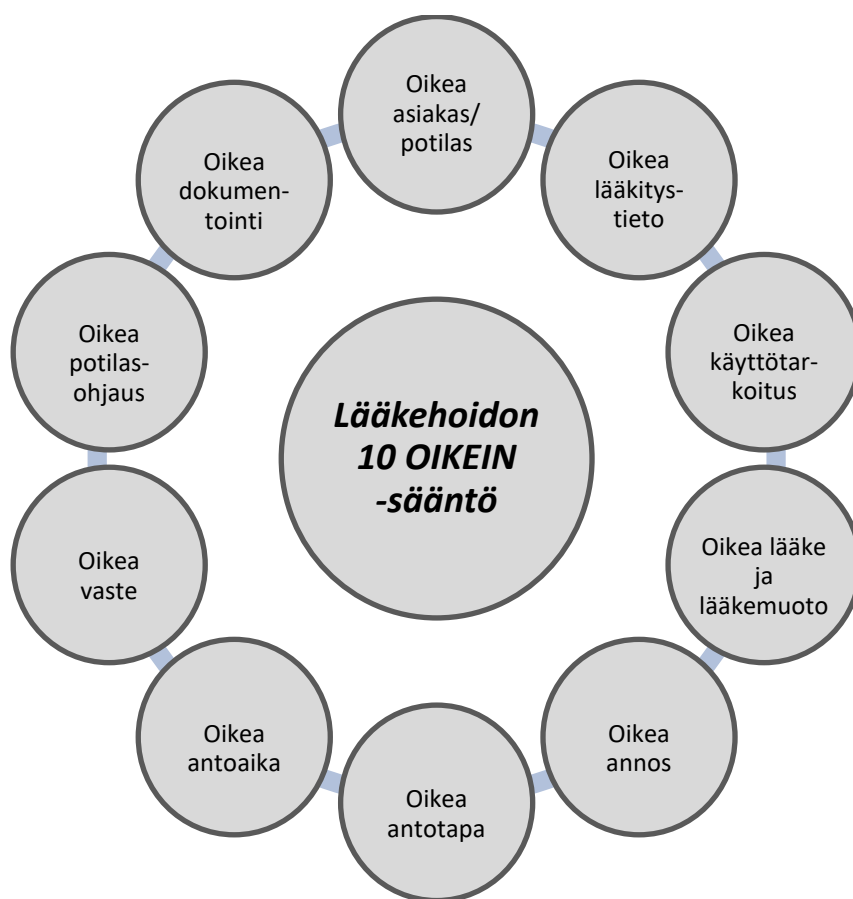 Oikea
asiakas/
potilas
Oikea
lääkitys-
tieto
Oikea
käyttötar-
koitus
Oikea lääke
ja
lääkemuoto
Oikea
annos
Oikea
antotapa
Oikea
antoaika
Oikea
vaste
Oikea
potilas-
ohjaus
Oikea
dokumen-
tointi
Lääkehoidon
10 OIKEIN
-sääntö